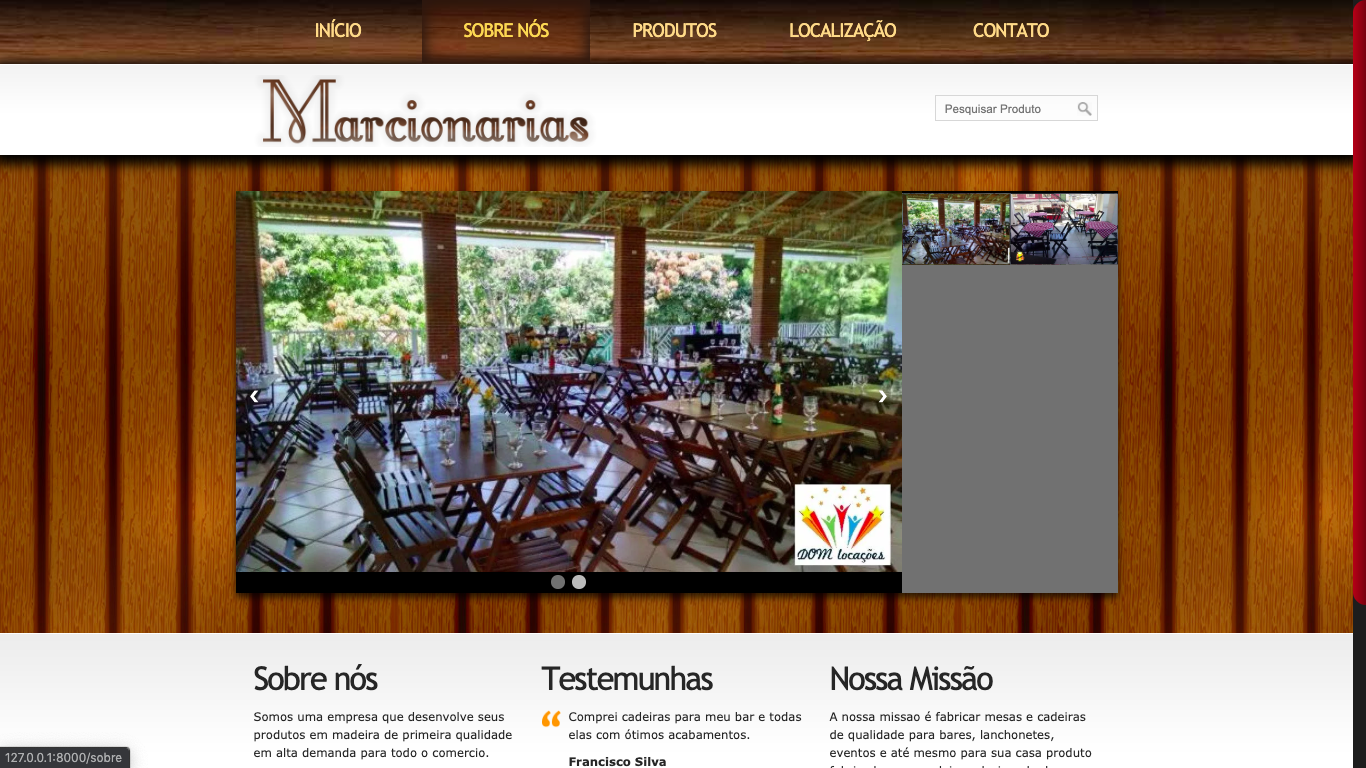 INÍCIO SOBRE NÓS PRODUTOS LOCALIZAÇÃO CONTATO
Marcionarias
Pesquisar Produto
DOM locações
Sobre nós
Somos uma empresa que desenvolve seus
produtos em madeira de primeira qualidade
em alta demanda para todo o comercio.
Testemunhas
Comprei cadeiras para meu bar e todas
elas com ótimos acabamentos.
Francisco Silva
Nossa Missão
A nossa missao é fabricar mesas e cadeiras
de qualidade para bares, lanchonetes,
eventos e até mesmo para sua casa produto
127.0.0.1:8000/sobre